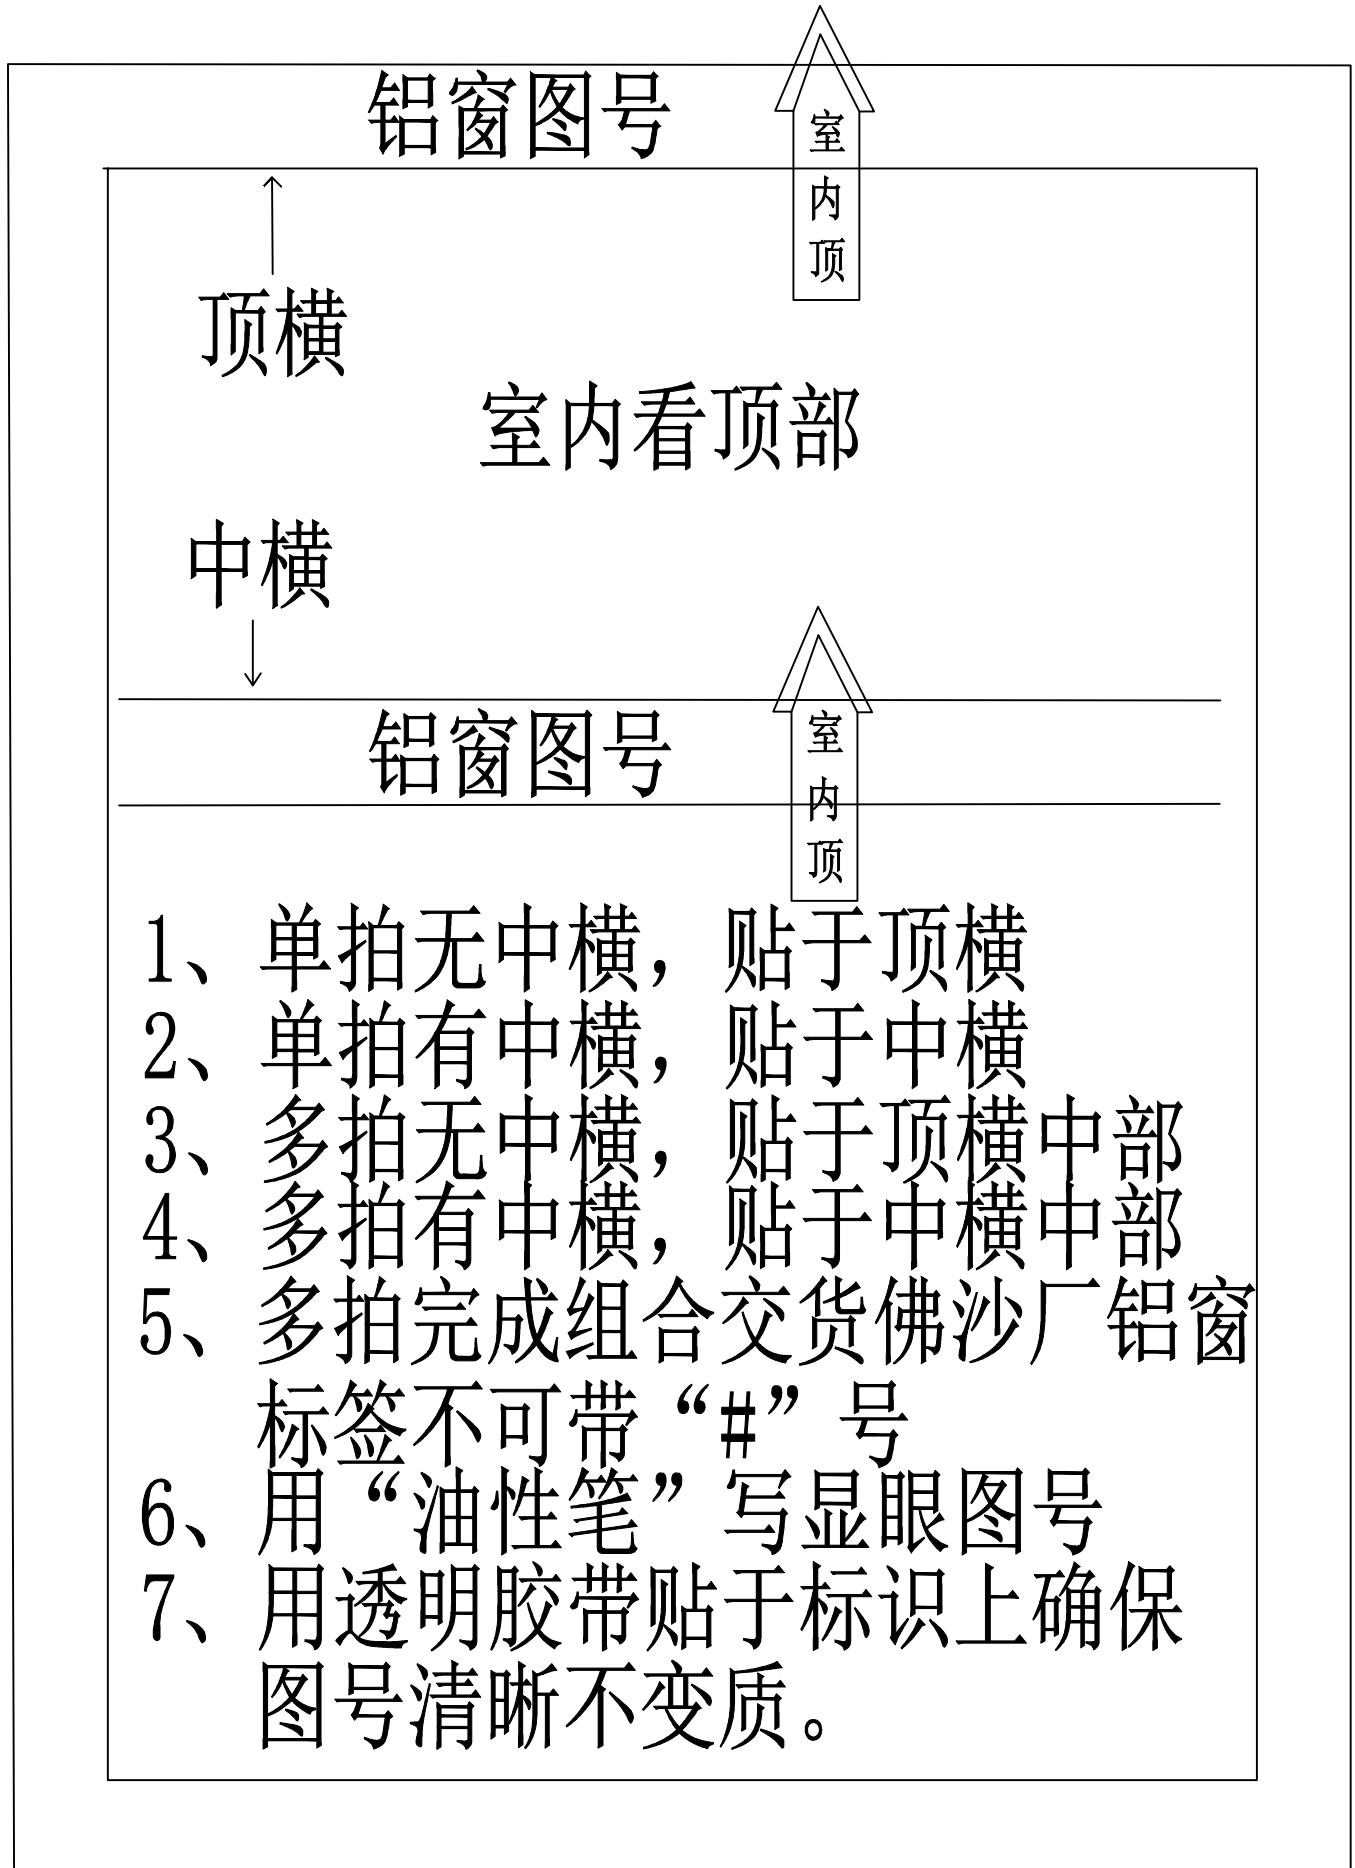 铝窗图号
室
内
顶
顶横
室内看顶部
中横
铝窗图号
室
内
顶
1、单拍无中横，贴于顶横
2、单拍有中横，贴于中横
3、多拍无中横，贴于顶横中部
4、多拍有中横，贴于中横中部
5、多拍完成组合交货佛沙厂铝窗
标签不可带“#”号
6、用“油性笔”写显眼图号
7、用透明胶带贴于标识上确保
图号清晰不变质。